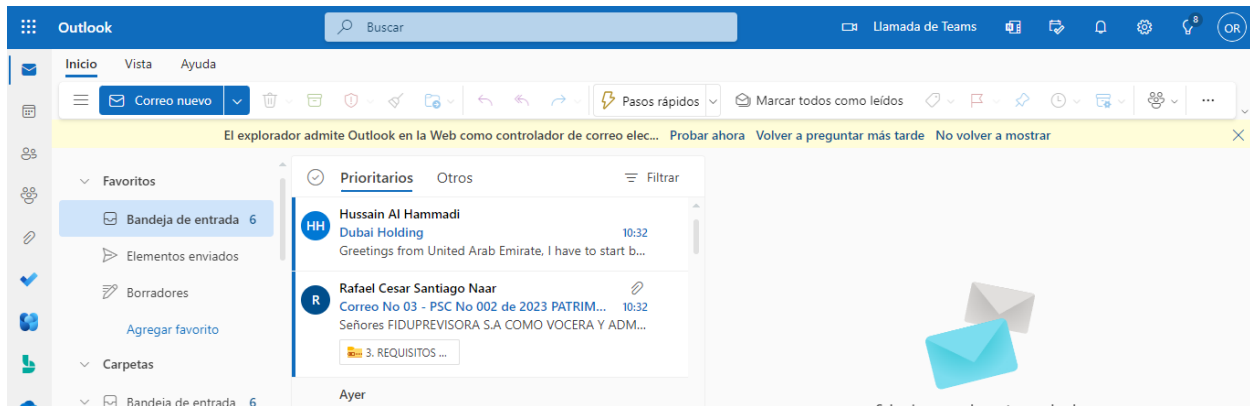 Outlook
Buscar
Llamada de Teams
8
OR
Inicio Vista Ayuda
Correo nuevo
Pasos rápidos
Marcar todos como leídos
El explorador admite Outlook en la Web como controlador de correo elec... Probar ahora Volver a preguntar más tarde No volver a mostrar
Favoritos
Bandeja de entrada 6
Elementos enviados
Borradores
Agregar favorito
Carpetas
Bandeja de entrada 6
Prioritarios Otros
Filtrar
HH
Hussain Al Hammadi
Dubai Holding 10:32
Greetings from United Arab Emirate, I have to start b...
R
Rafael Cesar Santiago Naar
Correo No 03 - PSC No 002 de 2023 PATRIM... 10:32
Señores FIDUPREVISORA S.A COMO VOCERA Y ADM...
3. REQUISITOS ...
Ayer